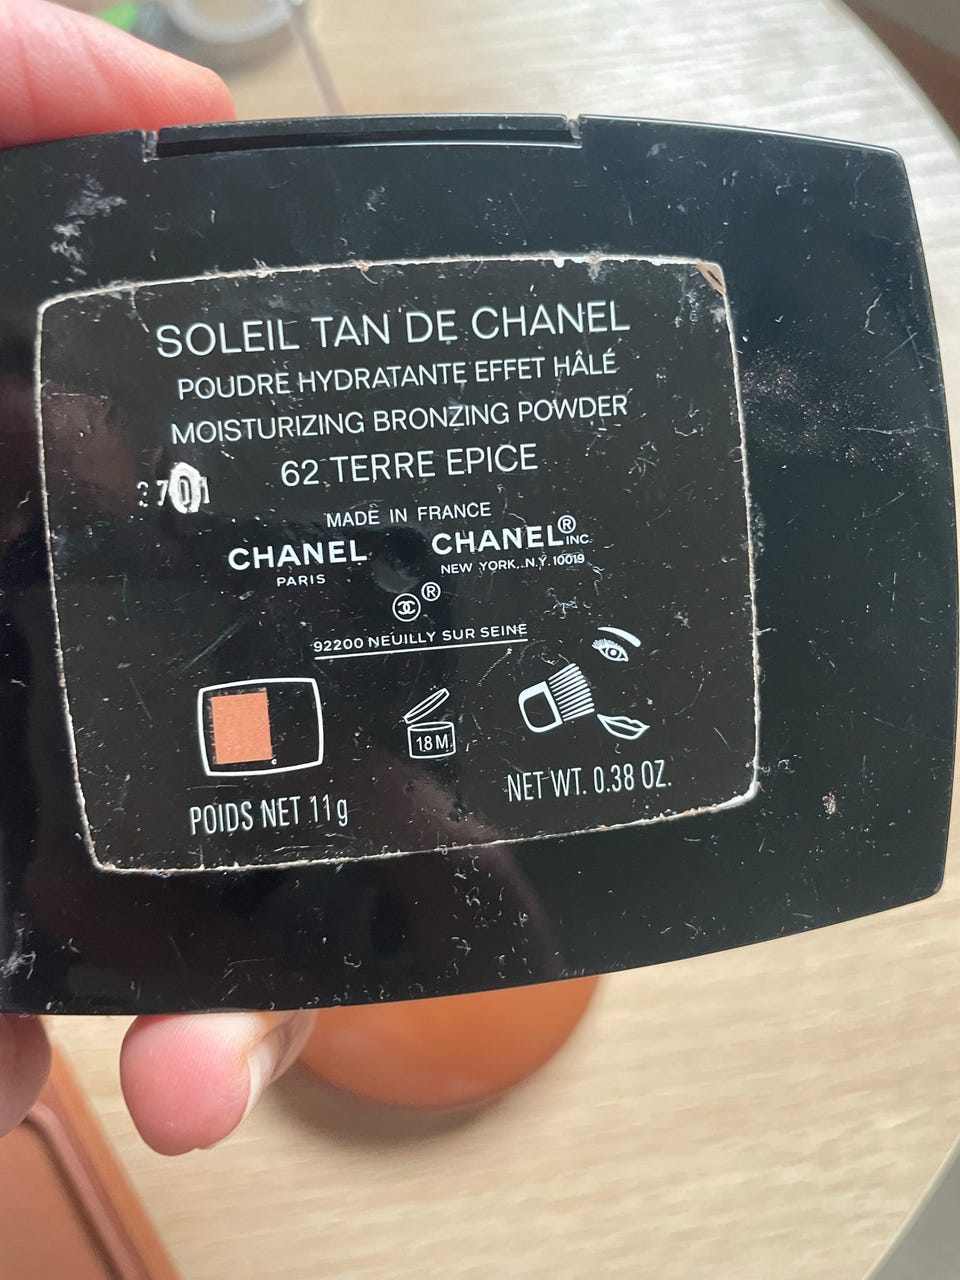 SOLEIL TAN DE CHANEL
POUDRE HYDRATANTE EFFET HÂLÉ
MOISTURIZING BRONZING POWDER
62 TERRE EPICE
MADE IN FRANCE
CHANEL
PARIS
CHANEL® INC.
NEW YORK, N.Y. 10019
®
92200 NEUILLY SUR SEINE
18 M
POIDS NET 11g
NET WT. 0.38 OZ.